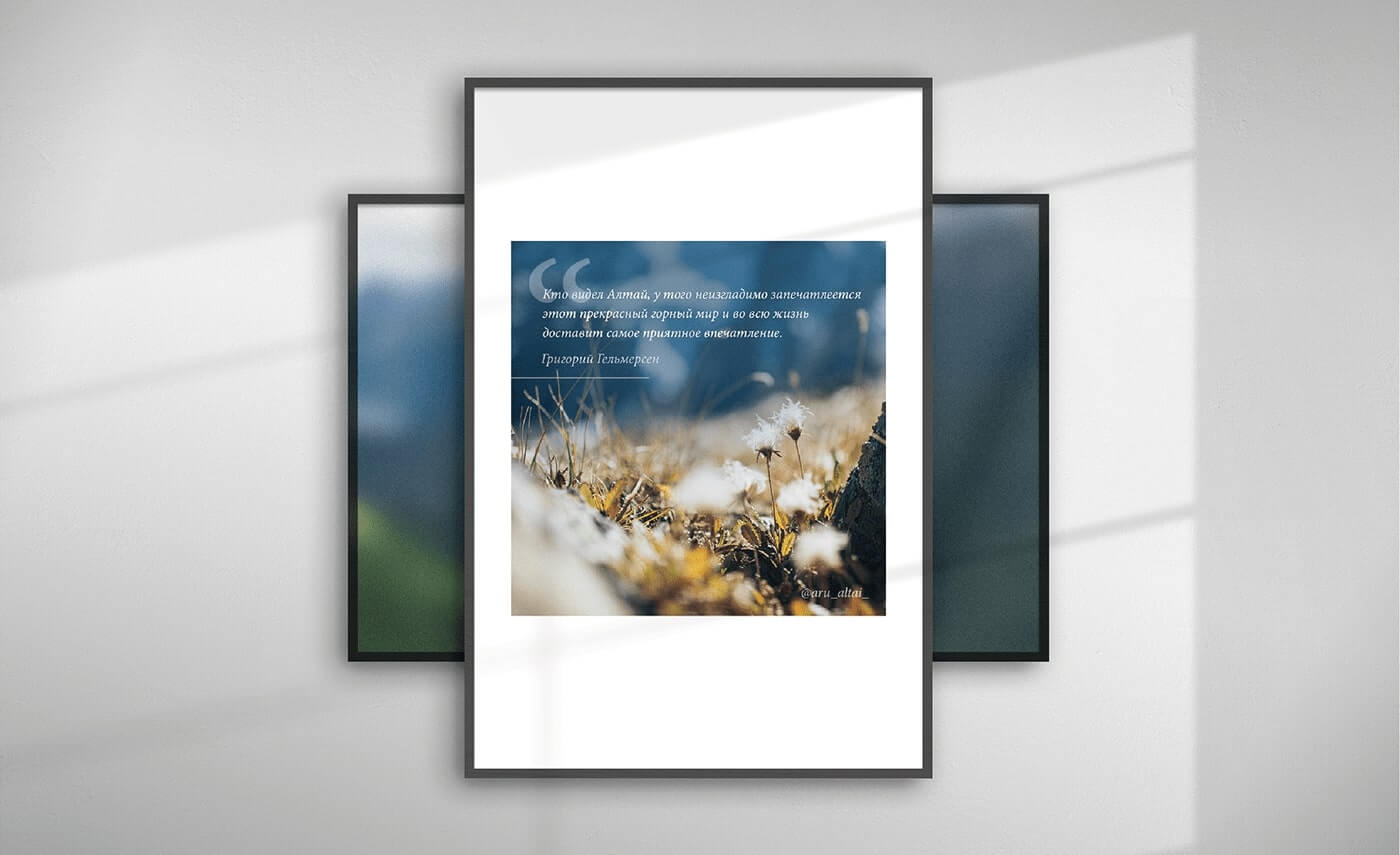 “
Кто видел Алтай, у того неизгладимо запечатлеется
этот прекрасный горный мир и во всю жизнь
доставит самое приятное впечатление.
Григорий Гельмерсен
@aru_altai_